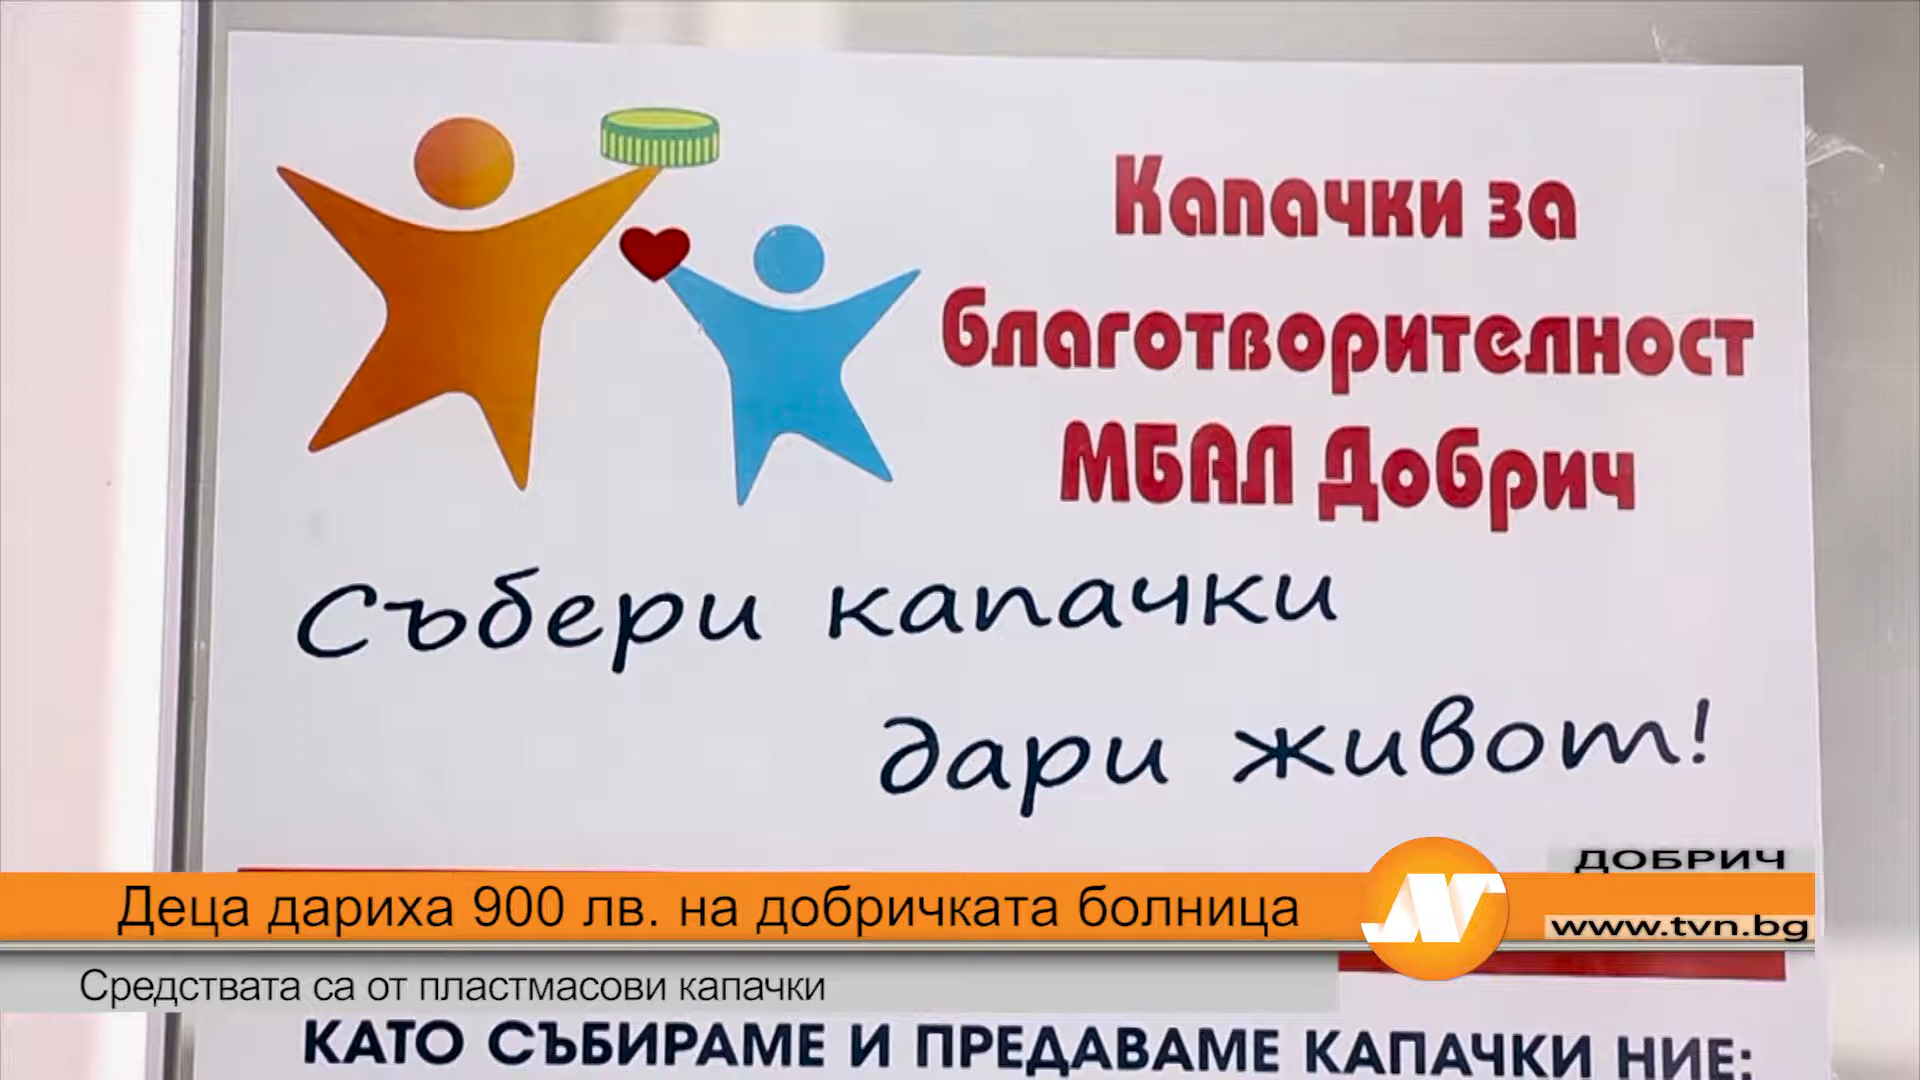 Капачки за
благотворителност
МБАЛ Добрич
Събери капачки
дари живот!
ДОБРИЧ
Деца дариха 900 лв. на добричката болница
www.tvn.bg
Средствата са от пластмасови капачки
КАТО СЪБИРАМЕ И ПРЕДАВАМЕ КАПАЧКИ НИЕ: